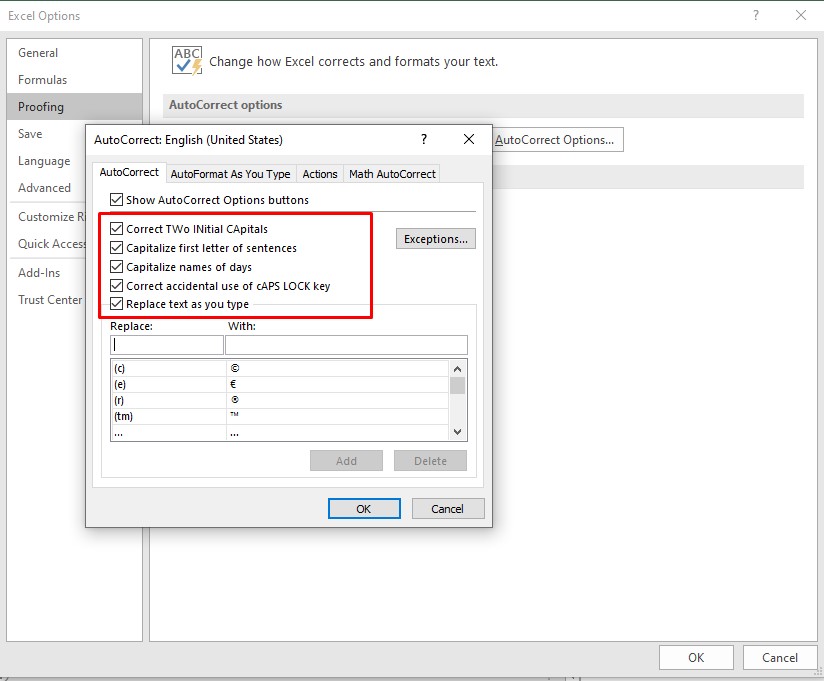 Excel Options
?
General
Formulas
Proofing
Save
Language
Advanced
Customize Ri
Quick Access
Add-Ins
Trust Center
ABC
Change how Excel corrects and formats your text.
AutoCorrect options
AutoCorrect Options...
AutoCorrect: English (United States)
?
AutoCorrect AutoFormat As You Type Actions Math AutoCorrect
Show AutoCorrect Options buttons
Correct TWo INitial CApitals
Exceptions...
Capitalize first letter of sentences
Capitalize names of days
Correct accidental use of cAPS LOCK key
Replace text as you type
Replace: With:
(c) ©
(e) €
(r) ®
(tm) ™
... ...
Add Delete
OK Cancel
OK Cancel